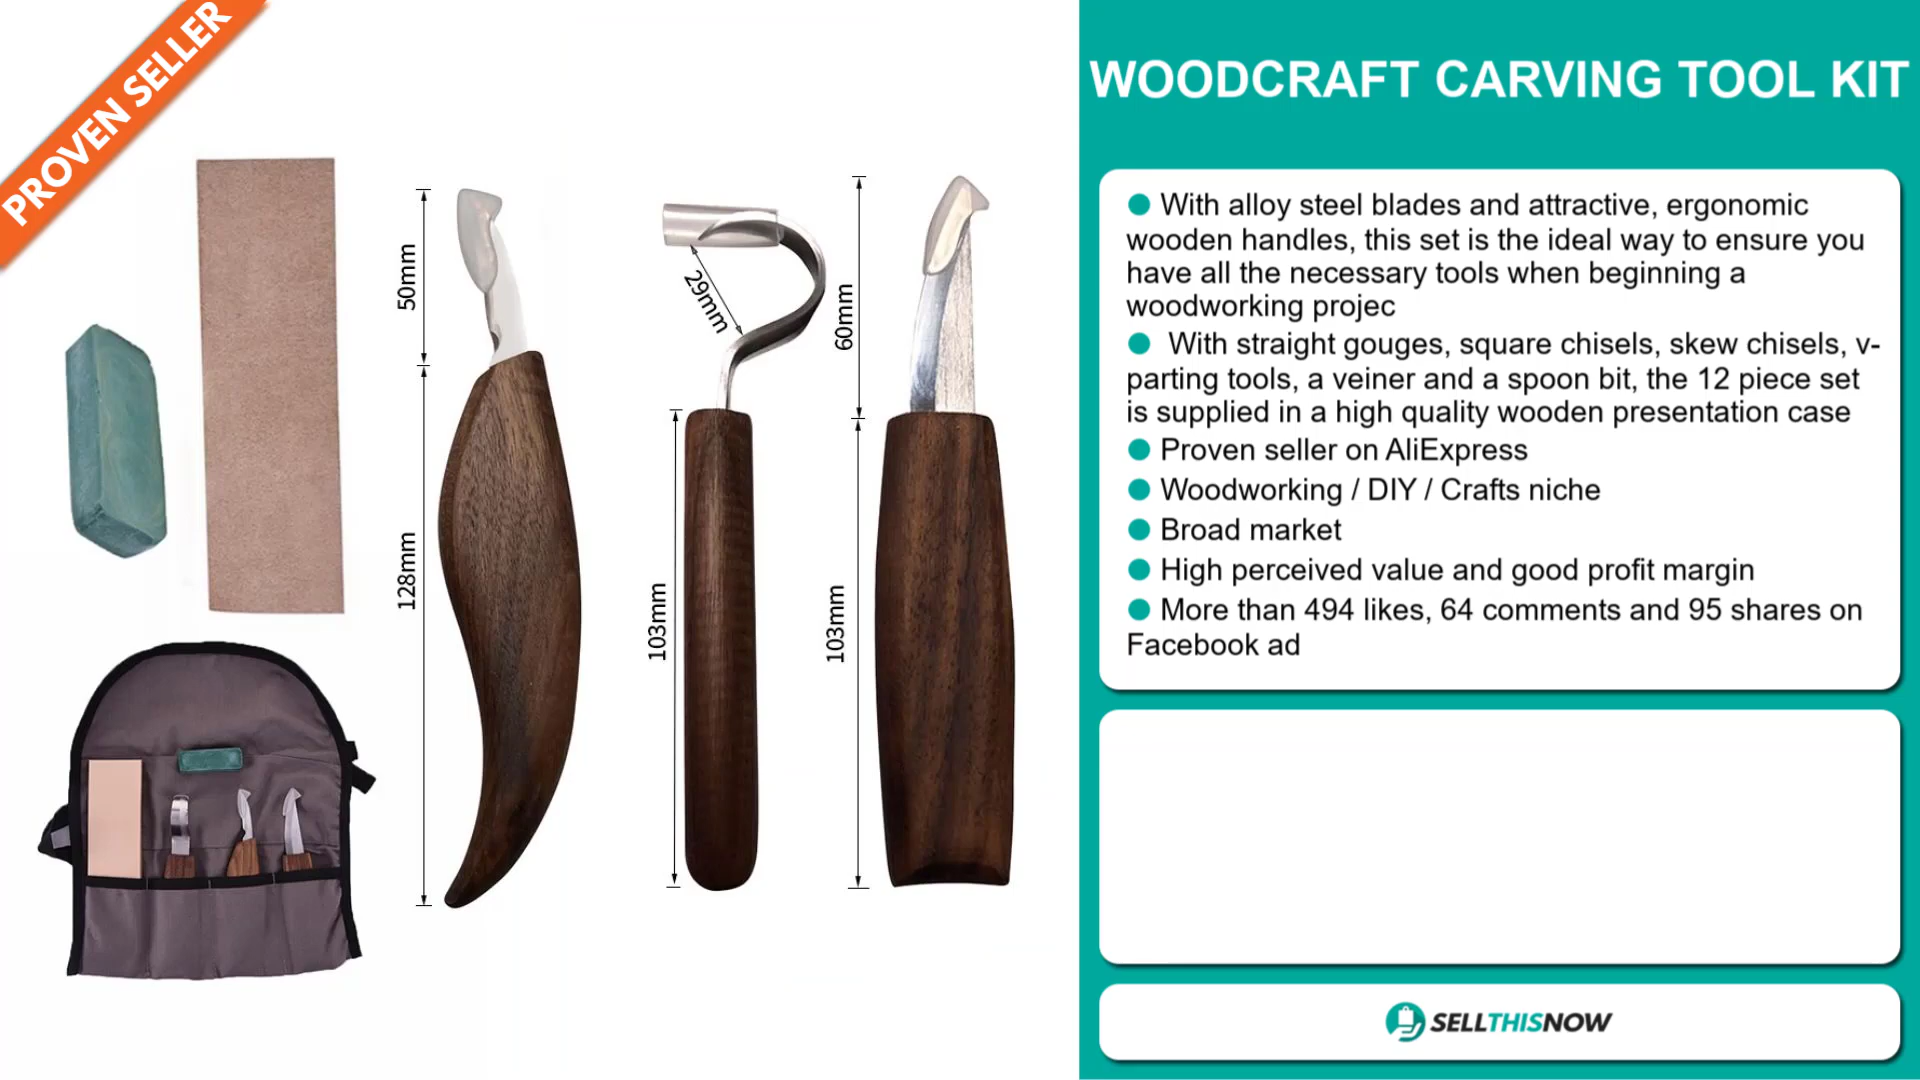 PROVEN SELLER
WOODCRAFT CARVING TOOL KIT
50mm
128mm
29mm
103mm
60mm
103mm
● With alloy steel blades and attractive, ergonomic
wooden handles, this set is the ideal way to ensure you
have all the necessary tools when beginning a
woodworking projec
● With straight gouges, square chisels, skew chisels, v-
parting tools, a veiner and a spoon bit, the 12 piece set
is supplied in a high quality wooden presentation case
● Proven seller on AliExpress
● Woodworking / DIY / Crafts niche
● Broad market
● High perceived value and good profit margin
● More than 494 likes, 64 comments and 95 shares on
Facebook ad
SELLTHISNOW